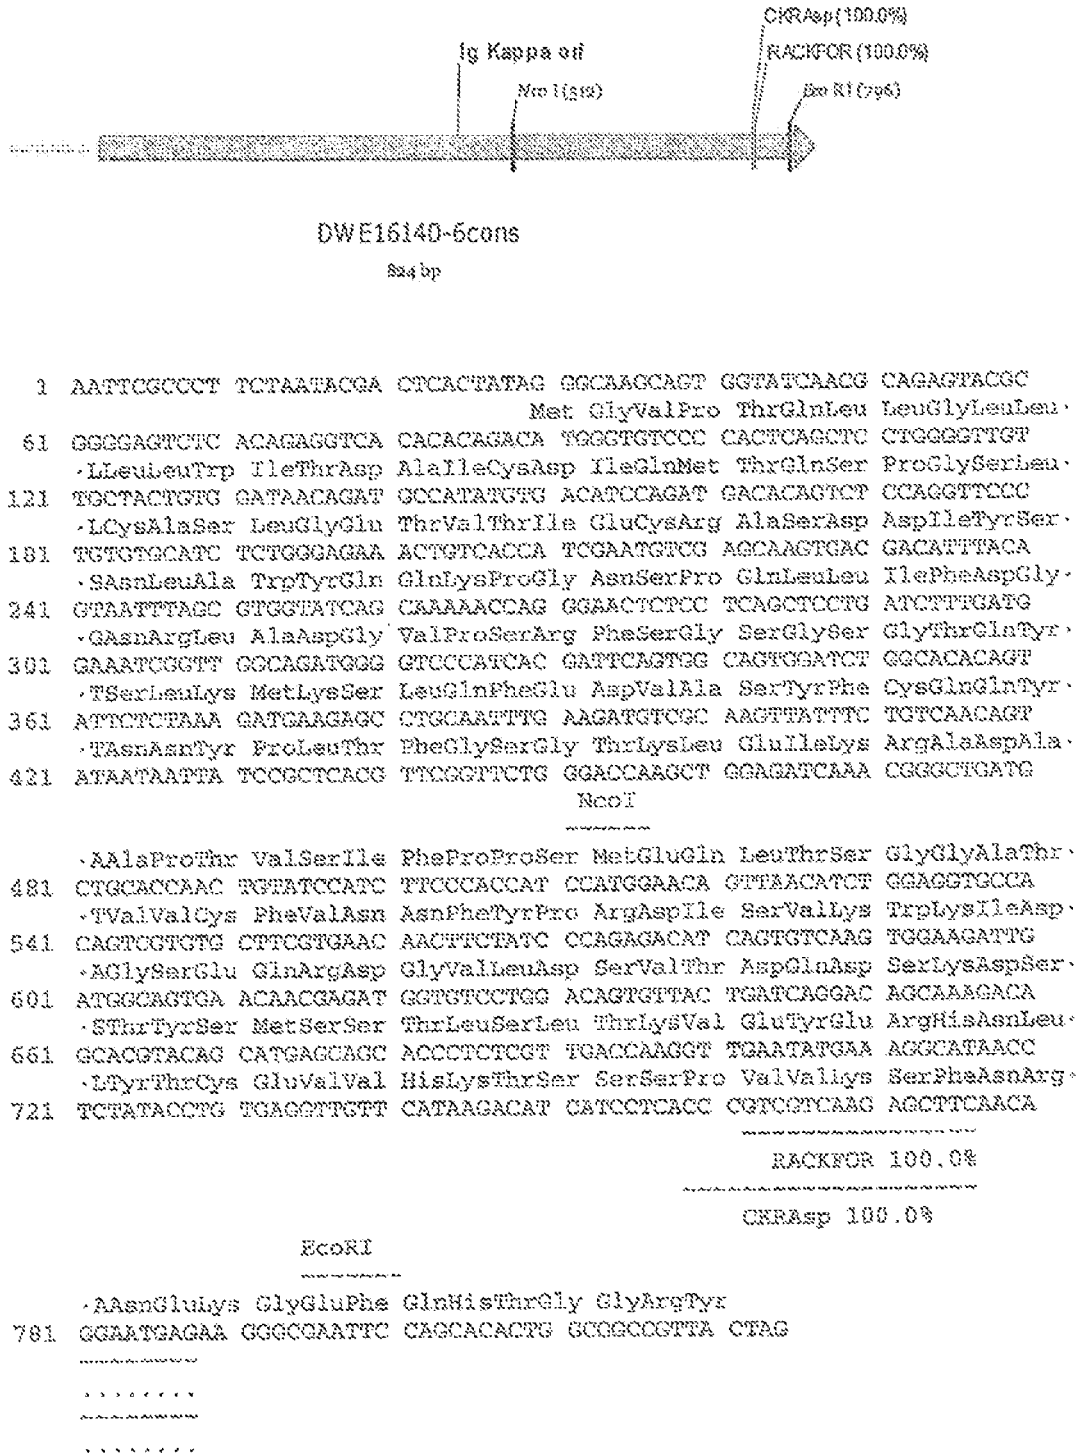 CKRAsp (100.0%)
Ig Kappa orf
RACKFOR (100.0%)
Nco I (512)
Eco RI (796)
DWE16140-6cons
824 bp
1 AATTCGCCCT TCTAATACGA CTCACTATAG GGCAAGCAGT GGTATCAACG CAGAGTACGC
Met GlyValPro ThrGlnLeu LeuGlyLeuLeu·
61 GGGGAGTCTC ACAGAGGTCA CACACAGACA TGGGTGTCCC CACTCAGCTC CTGGGGTTGT
·LLeuLeuTrp IleThrAsp AlaIleCysAsp IleGlnMet ThrGlnSer ProGlySerLeu·
121 TGCTACTGTG GATAACAGAT GCCATATGTG ACATCCAGAT GACACAGTCT CCAGGTTCCC
·LCysAlaSer LeuGlyGlu ThrValThrIle GluCysArg AlaSerAsp AspIleTyrSer·
181 TGTGTGCATC TCTGGGAGAA ACTGTCACCA TCGAATGTCG AGCAAGTGAC GACATTTACA
·SAsnLeuAla TrpTyrGln GlnLysProGly AsnSerPro GlnLeuLeu IlePheAspGly·
241 GTAATTTAGC GTGGTATCAG CAAAAACCAG GGAACTCTCC TCAGCTCCTG ATCTTTGATG
·GAsnArgLeu AlaAspGly ValProSerArg PheSerGly SerGlySer GlyThrGlnTyr·
301 GAAATCGGTT GGCAGATGGG GTCCCATCAC GATTCAGTGG CAGTGGATCT GGCACACAGT
·TSerLeuLys MetLysSer LeuGlnPheGlu AspValAla SerTyrPhe CysGlnGlnTyr·
361 ATTCTCTAAA GATGAAGAGC CTGCAATTTG AAGATGTCGC AAGTTATTTC TGTCAACAGT
·TAsnAsnTyr ProLeuThr PheGlySerGly ThrLysLeu GluIleLys ArgAlaAspAla·
421 ATAATAATTA TCCGCTCACG TTCGGTTCTG GGACCAAGCT GGAGATCAAA CGGGCTGATG
NcoI
·AAlaProThr ValSerIle PheProProSer MetGluGln LeuThrSer GlyGlyAlaThr·
481 CTGCACCAAC TGTATCCATC TTCCCACCAT CCATGGAACA GTTAACATCT GGAGGTGCCA
·TValValCys PheValAsn AsnPheTyrPro ArgAspIle SerValLys TrpLysIleAsp·
541 CAGTCGTGTG CTTCGTGAAC AACTTCTATC CCAGAGACAT CAGTGTCAAG TGGAAGATTG
·AGlySerGlu GlnArgAsp GlyValLeuAsp SerValThr AspGlnAsp SerLysAspSer·
601 ATGGCAGTGA ACAACGAGAT GGTGTCCTGG ACAGTGTTAC TGATCAGGAC AGCAAAGACA
·SThrTyrSer MetSerSer ThrLeuSerLeu ThrLysVal GluTyrGlu ArgHisAsnLeu·
661 GCACGTACAG CATGAGCAGC ACCCTCTCGT TGACCAAGGT TGAATATGAA AGGCATAACC
·LTyrThrCys GluValVal HisLysThrSer SerSerPro ValValLys SerPheAsnArg·
721 TCTATACCTG TGAGGTTGTT CATAAGACAT CATCCTCACC CGTCGTCAAG AGCTTCAACA
RACKFOR 100.0%
CKRAsp 100.0%
EcoRI
·AAsnGluLys GlyGluPhe GlnHisThrGly GlyArgTyr
781 GGAATGAGAA GGGCGAATTC CAGCACACTG GCGGCCGTTA CTAG